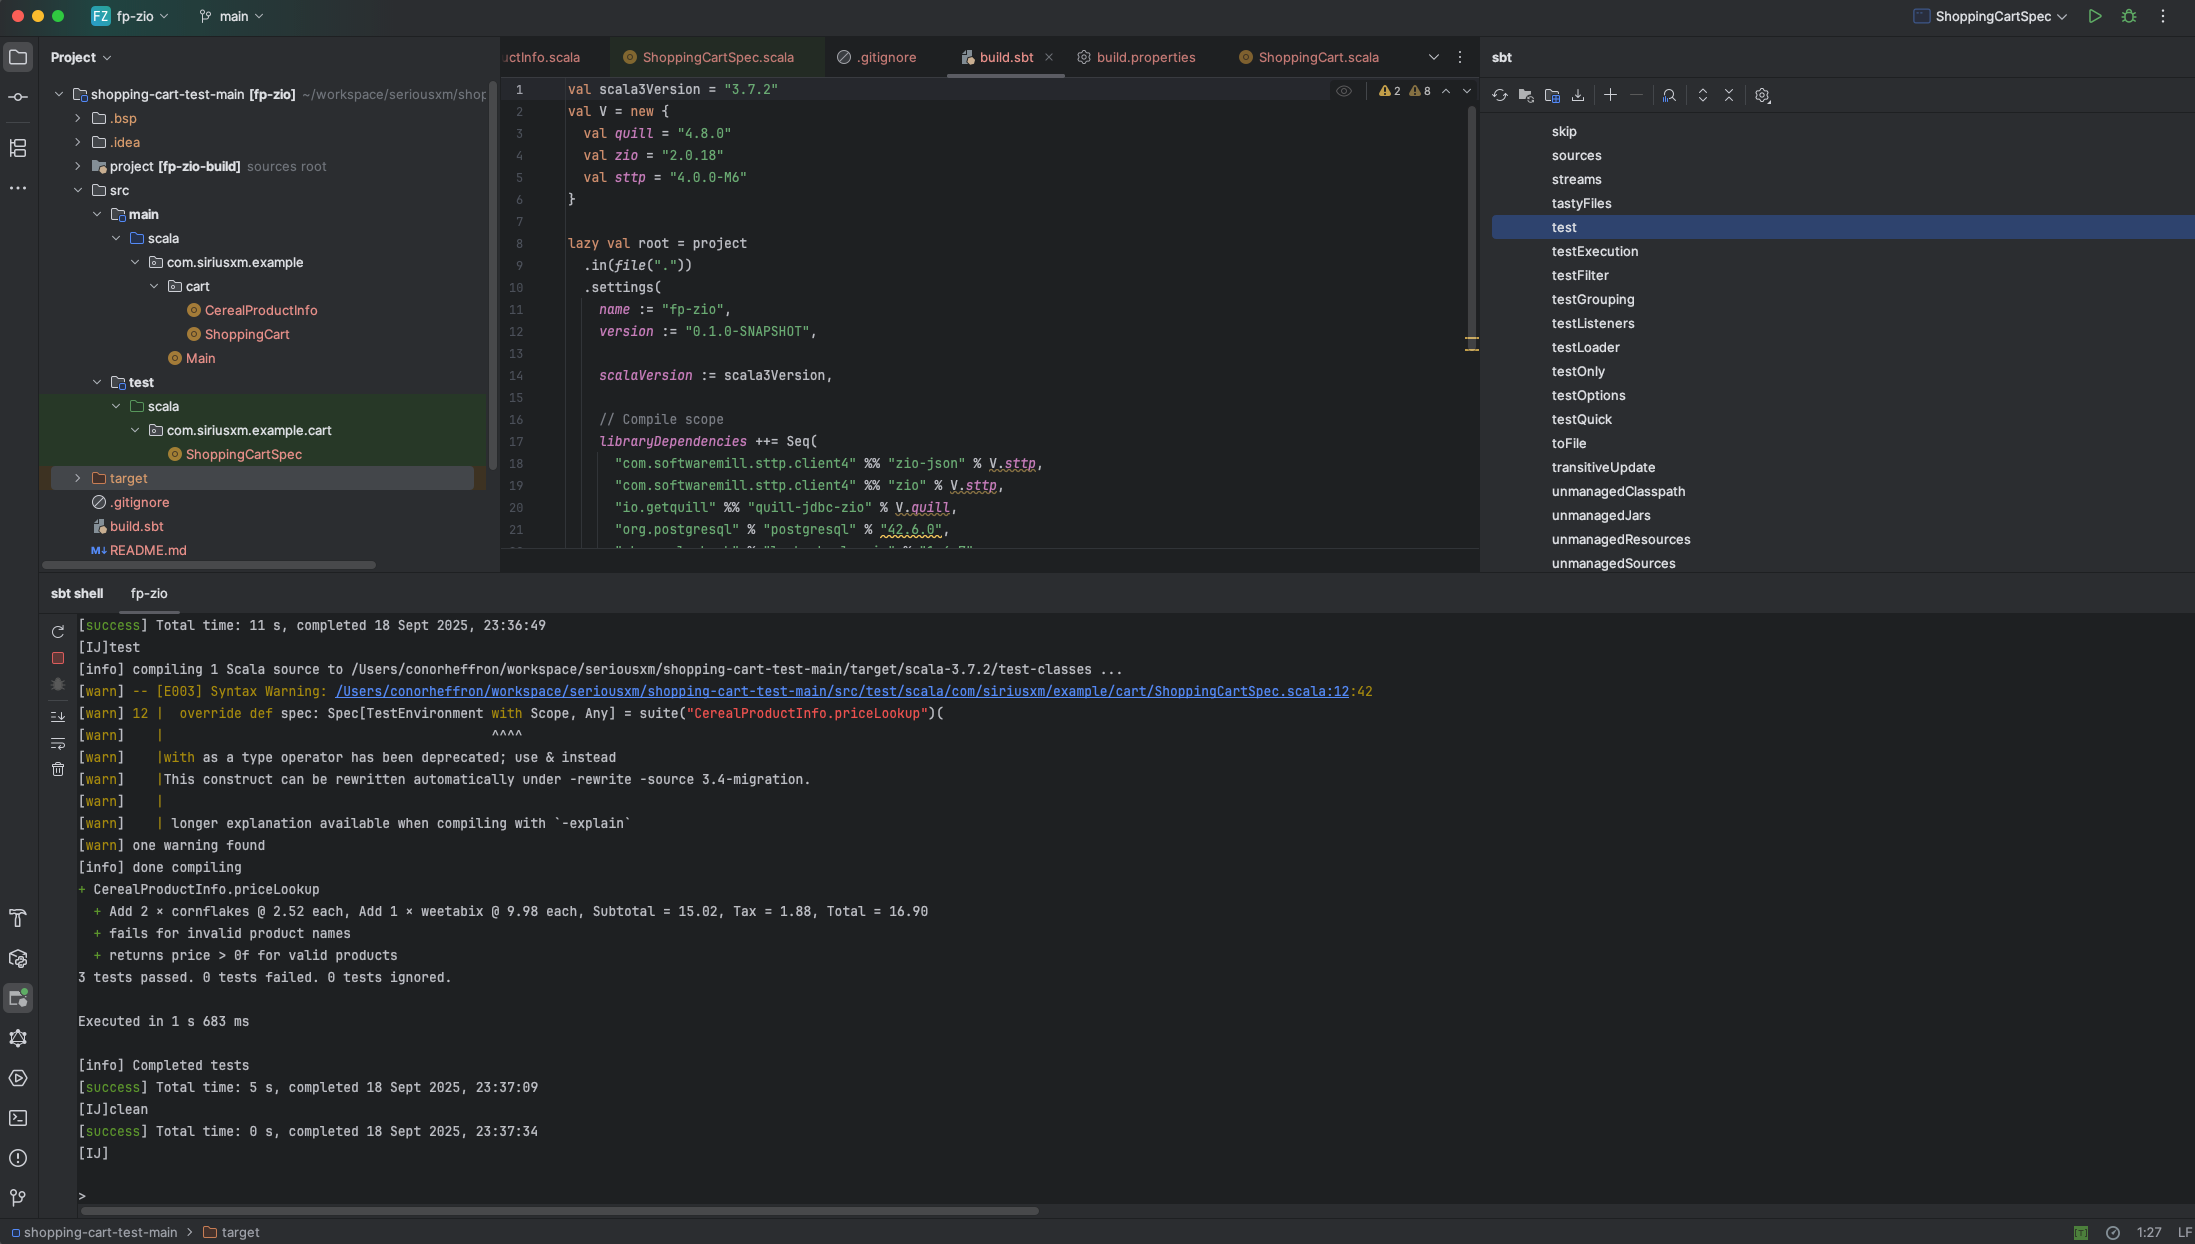 FZ fp-zio main ShoppingCartSpec
Project
shopping-cart-test-main [fp-zio] ~/workspace/seriousxm/shop
.bsp
.idea
project [fp-zio-build] sources root
src
main
scala
com.siriusxm.example
cart
CerealProductInfo
ShoppingCart
Main
test
scala
com.siriusxm.example.cart
ShoppingCartSpec
target
.gitignore
build.sbt
M↓ README.md
uctInfo.scala ShoppingCartSpec.scala .gitignore build.sbt build.properties ShoppingCart.scala
2 8
1 val scala3Version = "3.7.2"
2 val V = new {
3 val quill = "4.8.0"
4 val zio = "2.0.18"
5 val sttp = "4.0.0-M6"
6 }
7
8 lazy val root = project
9 .in(file("."))
10 .settings(
11 name := "fp-zio",
12 version := "0.1.0-SNAPSHOT",
13
14 scalaVersion := scala3Version,
15
16 // Compile scope
17 libraryDependencies ++= Seq(
18 "com.softwaremill.sttp.client4" %% "zio-json" % V.sttp,
19 "com.softwaremill.sttp.client4" %% "zio" % V.sttp,
20 "io.getquill" %% "quill-jdbc-zio" % V.quill,
21 "org.postgresql" % "postgresql" % "42.6.0",
sbt
skip
sources
streams
tastyFiles
test
testExecution
testFilter
testGrouping
testListeners
testLoader
testOnly
testOptions
testQuick
toFile
transitiveUpdate
unmanagedClasspath
unmanagedJars
unmanagedResources
unmanagedSources
sbt shell fp-zio
[success] Total time: 11 s, completed 18 Sept 2025, 23:36:49
[IJ]test
[info] compiling 1 Scala source to /Users/conorheffron/workspace/seriousxm/shopping-cart-test-main/target/scala-3.7.2/test-classes ...
[warn] -- [E003] Syntax Warning: /Users/conorheffron/workspace/seriousxm/shopping-cart-test-main/src/test/scala/com/siriusxm/example/cart/ShoppingCartSpec.scala:12:42
[warn] 12 | override def spec: Spec[TestEnvironment with Scope, Any] = suite("CerealProductInfo.priceLookup")(
[warn] | ^^^^
[warn] |with as a type operator has been deprecated; use & instead
[warn] |This construct can be rewritten automatically under -rewrite -source 3.4-migration.
[warn] |
[warn] | longer explanation available when compiling with `-explain`
[warn] one warning found
[info] done compiling
+ CerealProductInfo.priceLookup
+ Add 2 × cornflakes @ 2.52 each, Add 1 × weetabix @ 9.98 each, Subtotal = 15.02, Tax = 1.88, Total = 16.90
+ fails for invalid product names
+ returns price > 0f for valid products
3 tests passed. 0 tests failed. 0 tests ignored.
Executed in 1 s 683 ms
[info] Completed tests
[success] Total time: 5 s, completed 18 Sept 2025, 23:37:09
[IJ]clean
[success] Total time: 0 s, completed 18 Sept 2025, 23:37:34
[IJ]
>
shopping-cart-test-main > target 1:27 LF